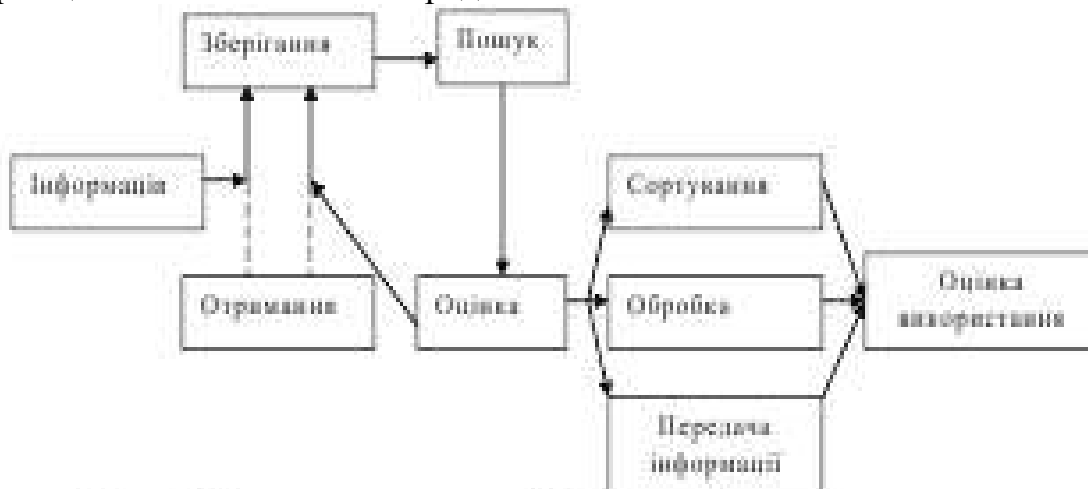 Зберігання
Пошук
Інформація
Сортування
Отримання
Оцінка
Обробка
Оцінка
використання
Передача
інформації